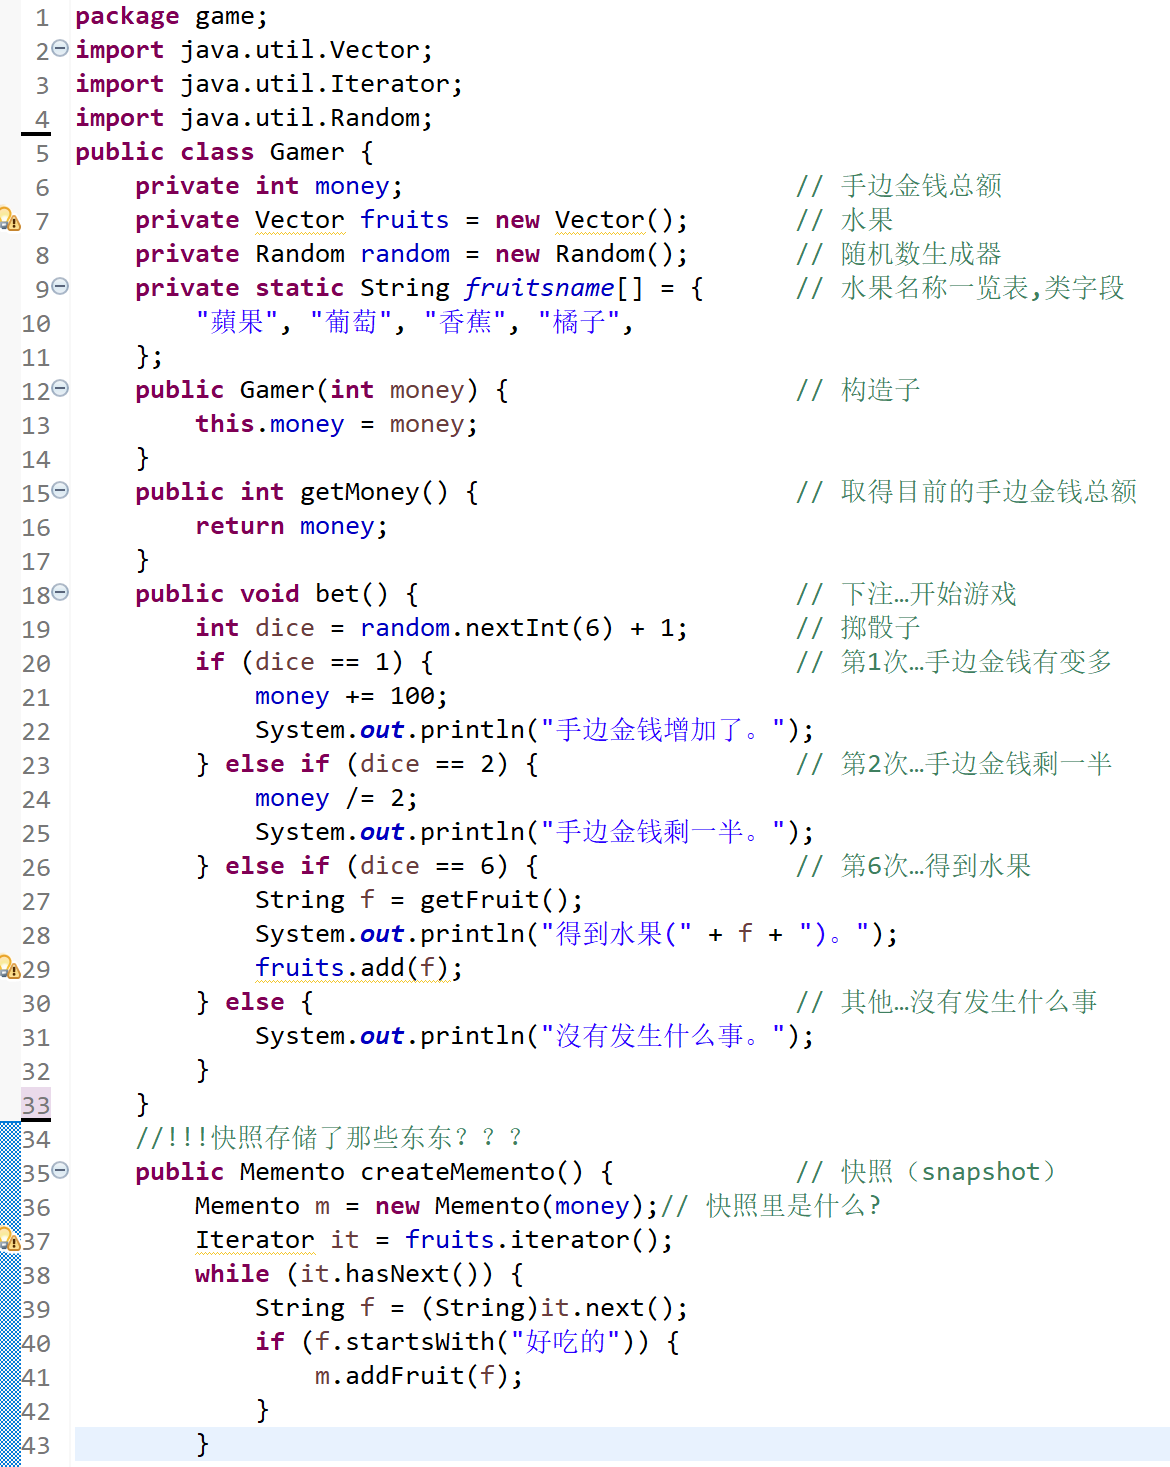 1 package game;
2 import java.util.Vector;
3 import java.util.Iterator;
4 import java.util.Random;
5 public class Gamer {
6     private int money;                          // 手边金钱总额
7     private Vector fruits = new Vector();       // 水果
8     private Random random = new Random();       // 随机数生成器
9     private static String fruitsname[] = {      // 水果名称一览表,类字段
10         "蘋果", "葡萄", "香蕉", "橘子",
11     };
12     public Gamer(int money) {                   // 构造子
13         this.money = money;
14     }
15     public int getMoney() {                     // 取得目前的手边金钱总额
16         return money;
17     }
18     public void bet() {                         // 下注…开始游戏
19         int dice = random.nextInt(6) + 1;       // 掷骰子
20         if (dice == 1) {                        // 第1次…手边金钱有变多
21             money += 100;
22             System.out.println("手边金钱增加了。");
23         } else if (dice == 2) {                 // 第2次…手边金钱剩一半
24             money /= 2;
25             System.out.println("手边金钱剩一半。");
26         } else if (dice == 6) {                 // 第6次…得到水果
27             String f = getFruit();
28             System.out.println("得到水果(" + f + ")。");
29             fruits.add(f);
30         } else {                                // 其他…沒有发生什么事
31             System.out.println("沒有发生什么事。");
32         }
33     }
34     //!!!快照存储了那些东东？？？
35     public Memento createMemento() {            // 快照（snapshot）
36         Memento m = new Memento(money);// 快照里是什么?
37         Iterator it = fruits.iterator();
38         while (it.hasNext()) {
39             String f = (String)it.next();
40             if (f.startsWith("好吃的")) {
41                 m.addFruit(f);
42             }
43         }